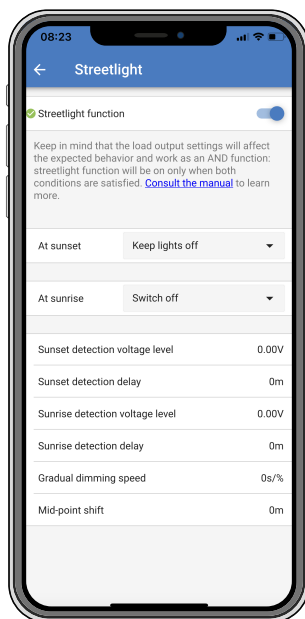 08:23
Streetlight
Streetlight function
Keep in mind that the load output settings will affect
the expected behavior and work as an AND function:
streetlight function will be on only when both
conditions are satisfied. Consult the manual to learn
more.
At sunset Keep lights off
At sunrise Switch off
Sunset detection voltage level 0.00V
Sunset detection delay 0m
Sunrise detection voltage level 0.00V
Sunrise detection delay 0m
Gradual dimming speed 0s/%
Mid-point shift 0m